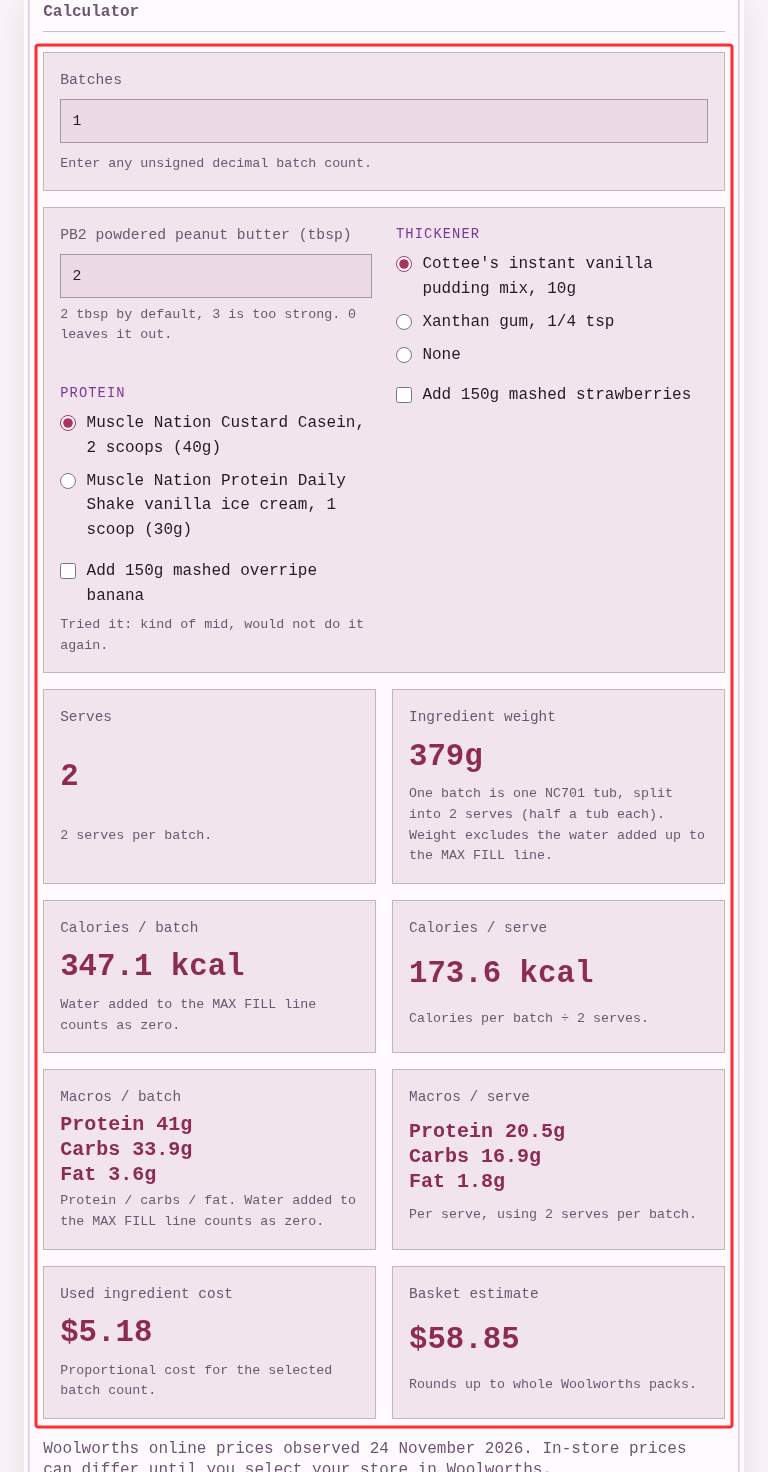 Calculator
Batches
1
Enter any unsigned decimal batch count.
PB2 powdered peanut butter (tbsp)
2
2 tbsp by default, 3 is too strong. 0
leaves it out.
PROTEIN
Muscle Nation Custard Casein,
2 scoops (40g)
Muscle Nation Protein Daily
Shake vanilla ice cream, 1
scoop (30g)
Add 150g mashed overripe
banana
Tried it: kind of mid, would not do it
again.
THICKENER
Cottee's instant vanilla
pudding mix, 10g
Xanthan gum, 1/4 tsp
None
Add 150g mashed strawberries
Serves
2
2 serves per batch.
Ingredient weight
379g
One batch is one NC701 tub, split
into 2 serves (half a tub each).
Weight excludes the water added up to
the MAX FILL line.
Calories / batch
347.1 kcal
Water added to the MAX FILL line
counts as zero.
Calories / serve
173.6 kcal
Calories per batch ÷ 2 serves.
Macros / batch
Protein 41g
Carbs 33.9g
Fat 3.6g
Protein / carbs / fat. Water added to
the MAX FILL line counts as zero.
Macros / serve
Protein 20.5g
Carbs 16.9g
Fat 1.8g
Per serve, using 2 serves per batch.
Used ingredient cost
$5.18
Proportional cost for the selected
batch count.
Basket estimate
$58.85
Rounds up to whole Woolworths packs.
Woolworths online prices observed 24 November 2026. In-store prices
can differ until you select your store in Woolworths.